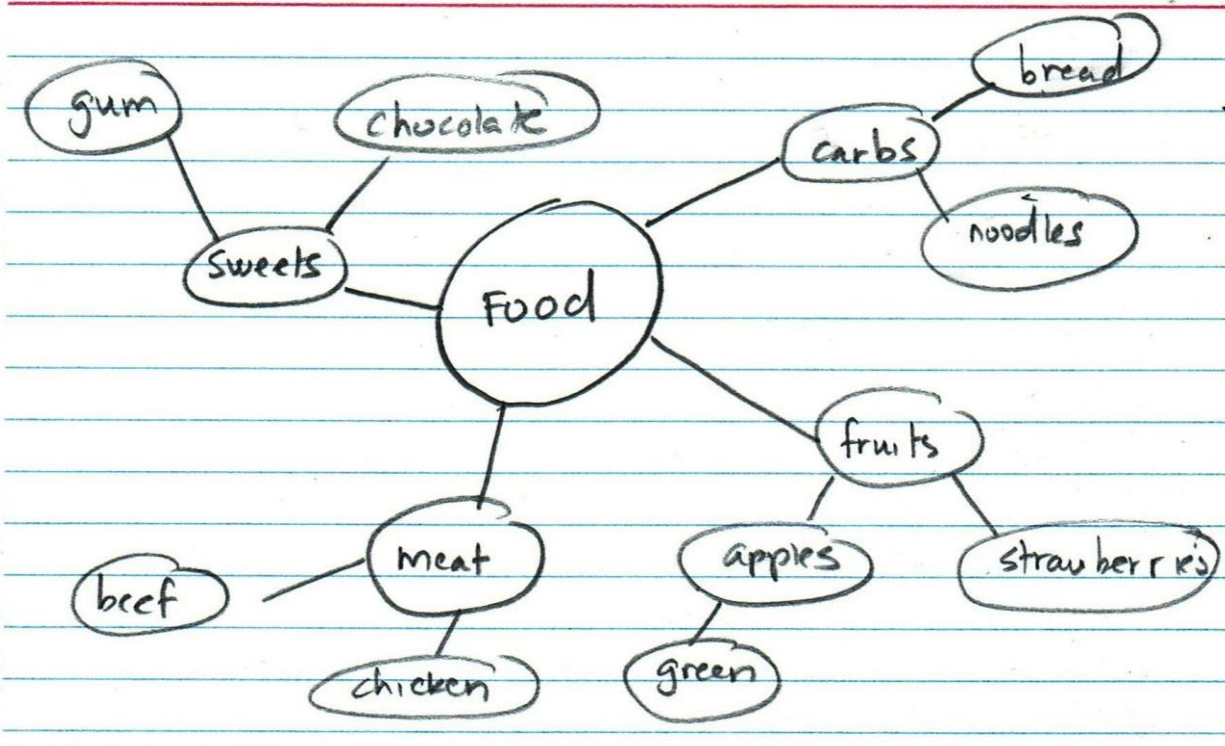 bread
gum
chocolate
carbs
noodles
sweets
Food
fruits
meat
apples
strawberries
beef
green
chicken